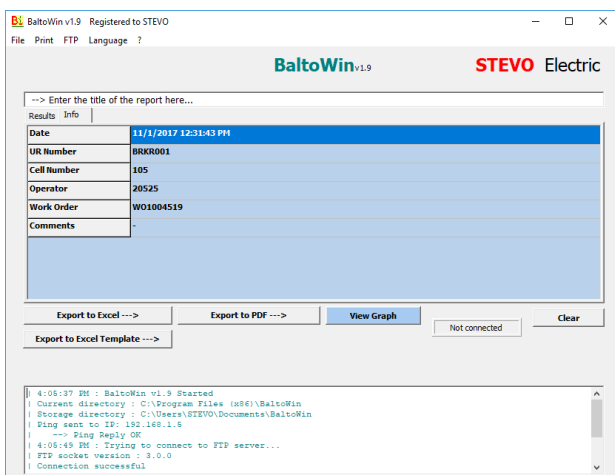 BaltoWin v1.9 Registered to STEVO
File Print FTP Language ?
BaltoWin v1.9 STEVO Electric
--> Enter the title of the report here...
Results Info
Date 11/1/2017 12:31:43 PM
UR Number BRKR001
Cell Number 105
Operator 20525
Work Order WO1004519
Comments -
Export to Excel ---> Export to PDF ---> View Graph Not connected Clear
Export to Excel Template --->
| 4:05:37 PM : BaltoWin v1.9 Started
| Current directory : C:\Program Files (x86)\BaltoWin
| Storage directory : C:\Users\STEVO\Documents\BaltoWin
| Ping sent to IP: 192.168.1.5
| --> Ping Reply OK
| 4:05:49 PM : Trying to connect to FTP server...
| FTP socket version : 3.0.0
| Connection successful